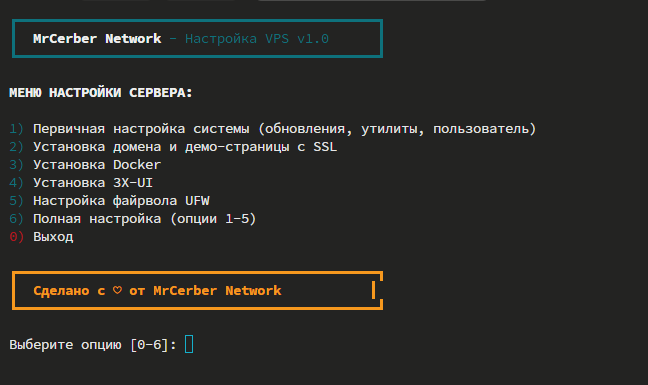 MrCerber Network - Настройка VPS v1.0
МЕНЮ НАСТРОЙКИ СЕРВЕРА:
1) Первичная настройка системы (обновления, утилиты, пользователь)
2) Установка домена и демо-страницы с SSL
3) Установка Docker
4) Установка 3X-UI
5) Настройка файрвола UFW
6) Полная настройка (опции 1-5)
0) Выход
Сделано с ♡ от MrCerber Network
Выберите опцию [0-6]: